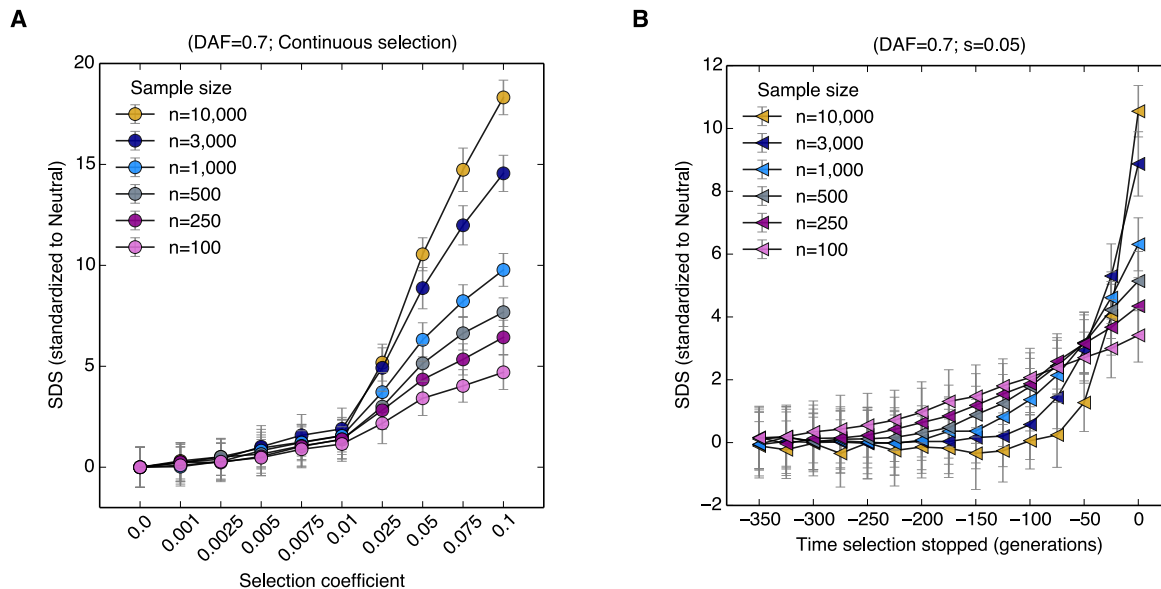 A
(DAF=0.7; Continuous selection)
SDS (standardized to Neutral)
20
15
10
5
0
Sample size
n=10,000
n=3,000
n=1,000
n=500
n=250
n=100
0.0
0.001
0.0025
0.005
0.0075
0.01
0.025
0.05
0.075
0.1
Selection coefficient
B
(DAF=0.7; s=0.05)
SDS (standardized to Neutral)
12
10
8
6
4
2
0
−2
Sample size
n=10,000
n=3,000
n=1,000
n=500
n=250
n=100
−350 −300 −250 −200 −150 −100 −50 0
Time selection stopped (generations)